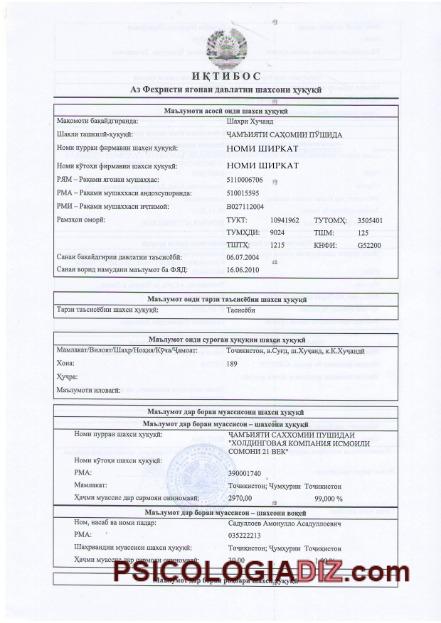 ИҚТИБОС
Аз Феҳристи ягонаи давлатии шахсони ҳуқуқӣ
Маълумоти асосӣ оиди шахси ҳуқуқӣ
Мақомоти бақайдгиранда: Шаҳри Хуҷанд
Шакли ташкилӣ-ҳуқуқӣ: ҶАМЪИЯТИ САҲОМИИ ПӮШИДА
Номи пурраи фирмавии шахси ҳуқуқӣ: НОМИ ШИРКАТ
Номи кӯтоҳи фирмавии шахси ҳуқуқӣ: НОМИ ШИРКАТ
РЯМ – Рақами ягонаи мушаххас: 5110006706
РМА – Рақами мушаххаси андозсупоранда: 510015595
РМИ – Рақами мушаххаси иҷтимоӣ: B027112004
Рамзҳои оморӣ: ТУКТ: 10941962 ТУТОМҲ: 3505401
ТУМҲДИ: 9024 ТШМ: 125
ТШТҲ: 1215 КНФИ: G52200
Санаи бақайдгирии давлатии таъсисёбӣ: 06.07.2004
Санаи ворид намудани маълумот ба ФЯД: 16.06.2010
Маълумот оиди тарзи таъсисёбии шахси ҳуқуқӣ
Тарзи таъсисёбии шахси ҳуқуқӣ: Таъсисёби
Маълумот оиди суроғаи ҳуқуқии шахси ҳуқуқӣ
Мамлакат/Вилоят/Шаҳр/Ноҳия/Кӯча/Ҷамоат: Тоҷикистон, в.Суғд, ш.Хуҷанд, к.К.Хуҷандӣ
Хона: 189
Ҳуҷра:
Маълумоти иловагӣ:
Маълумот дар бораи муассисони шахси ҳуқуқӣ
Маълумот дар бораи муассисон – шахсони ҳуқуқӣ
Номи пурраи шахси ҳуқуқӣ: ҶАМЪИЯТИ САХХОМИИ ПУШИДАИ
"ХОЛДИНГОВАЯ КОМПАНИЯ ИСМОИЛИ
СОМОНИ 21 ВЕК"
Номи кӯтоҳи шахси ҳуқуқӣ:
РМА: 390001740
Мамлакат: Тоҷикистон; Ҷумҳурии Тоҷикистон
Ҳаҷми муассис дар сармояи оинномавӣ: 2970,00 99,000 %
Маълумот дар бораи муассисон – шахсони воқеӣ
Ном, насаб ва номи падар: Садуллоев Амонулло Асадуллоевич
РМА: 035222213
Шаҳрвандии муассиси шахси ҳуқуқӣ: Тоҷикистон; Ҷумҳурии Тоҷикистон
Ҳаҷми муассис дар сармояи оинномавӣ: 30,00
PSICOLOGIADIZ.com
Маълумот дар бораи роҳбари шахси ҳуқуқӣ